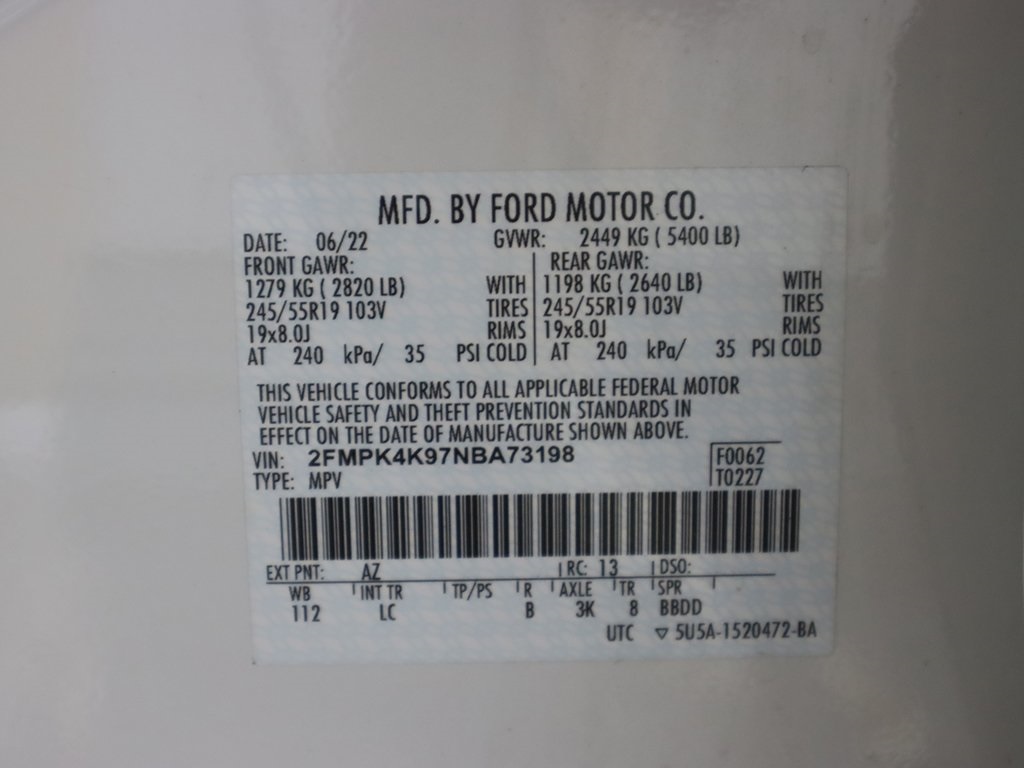 MFD. BY FORD MOTOR CO.
DATE: 06/22 GVWR: 2449 KG ( 5400 LB)
FRONT GAWR: REAR GAWR:
1279 KG ( 2820 LB) WITH 1198 KG ( 2640 LB) WITH
245/55R19 103V TIRES 245/55R19 103V TIRES
19x8.0J RIMS 19x8.0J RIMS
AT 240 kPa/ 35 PSI COLD AT 240 kPa/ 35 PSI COLD
THIS VEHICLE CONFORMS TO ALL APPLICABLE FEDERAL MOTOR
VEHICLE SAFETY AND THEFT PREVENTION STANDARDS IN
EFFECT ON THE DATE OF MANUFACTURE SHOWN ABOVE.
VIN: 2FMPK4K97NBA73198 F0062
TYPE: MPV T0227
EXT PNT: AZ RC: 13 DSO:
WB INT TR TP/PS R AXLE TR SPR
112 LC B 3K 8 BBDD
UTC ▽ 5U5A-1520472-BA